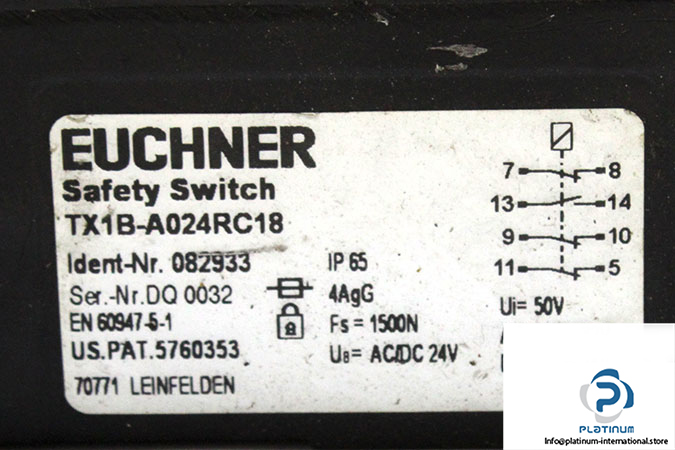 EUCHNER
Safety Switch
TX1B-A024RC18
Ident-Nr. 082933
Ser.-Nr.DQ 0032
EN 60947-5-1
US.PAT.5760353
70771 LEINFELDEN
IP 65
4AgG
Fs = 1500N
UB= AC/DC 24V
7 8
13 14
9 10
11 5
Ui= 50V
PLATINUM
Info@platinum-international.store